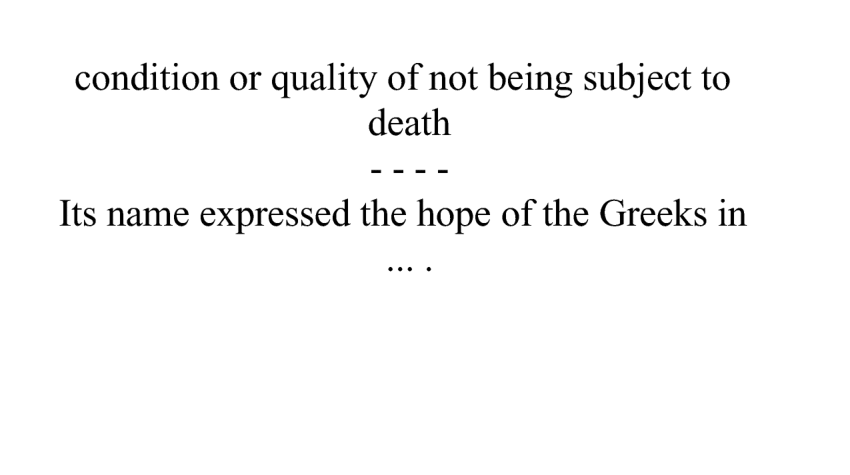 condition or quality of not being subject to
death
- - - -
Its name expressed the hope of the Greeks in
... .